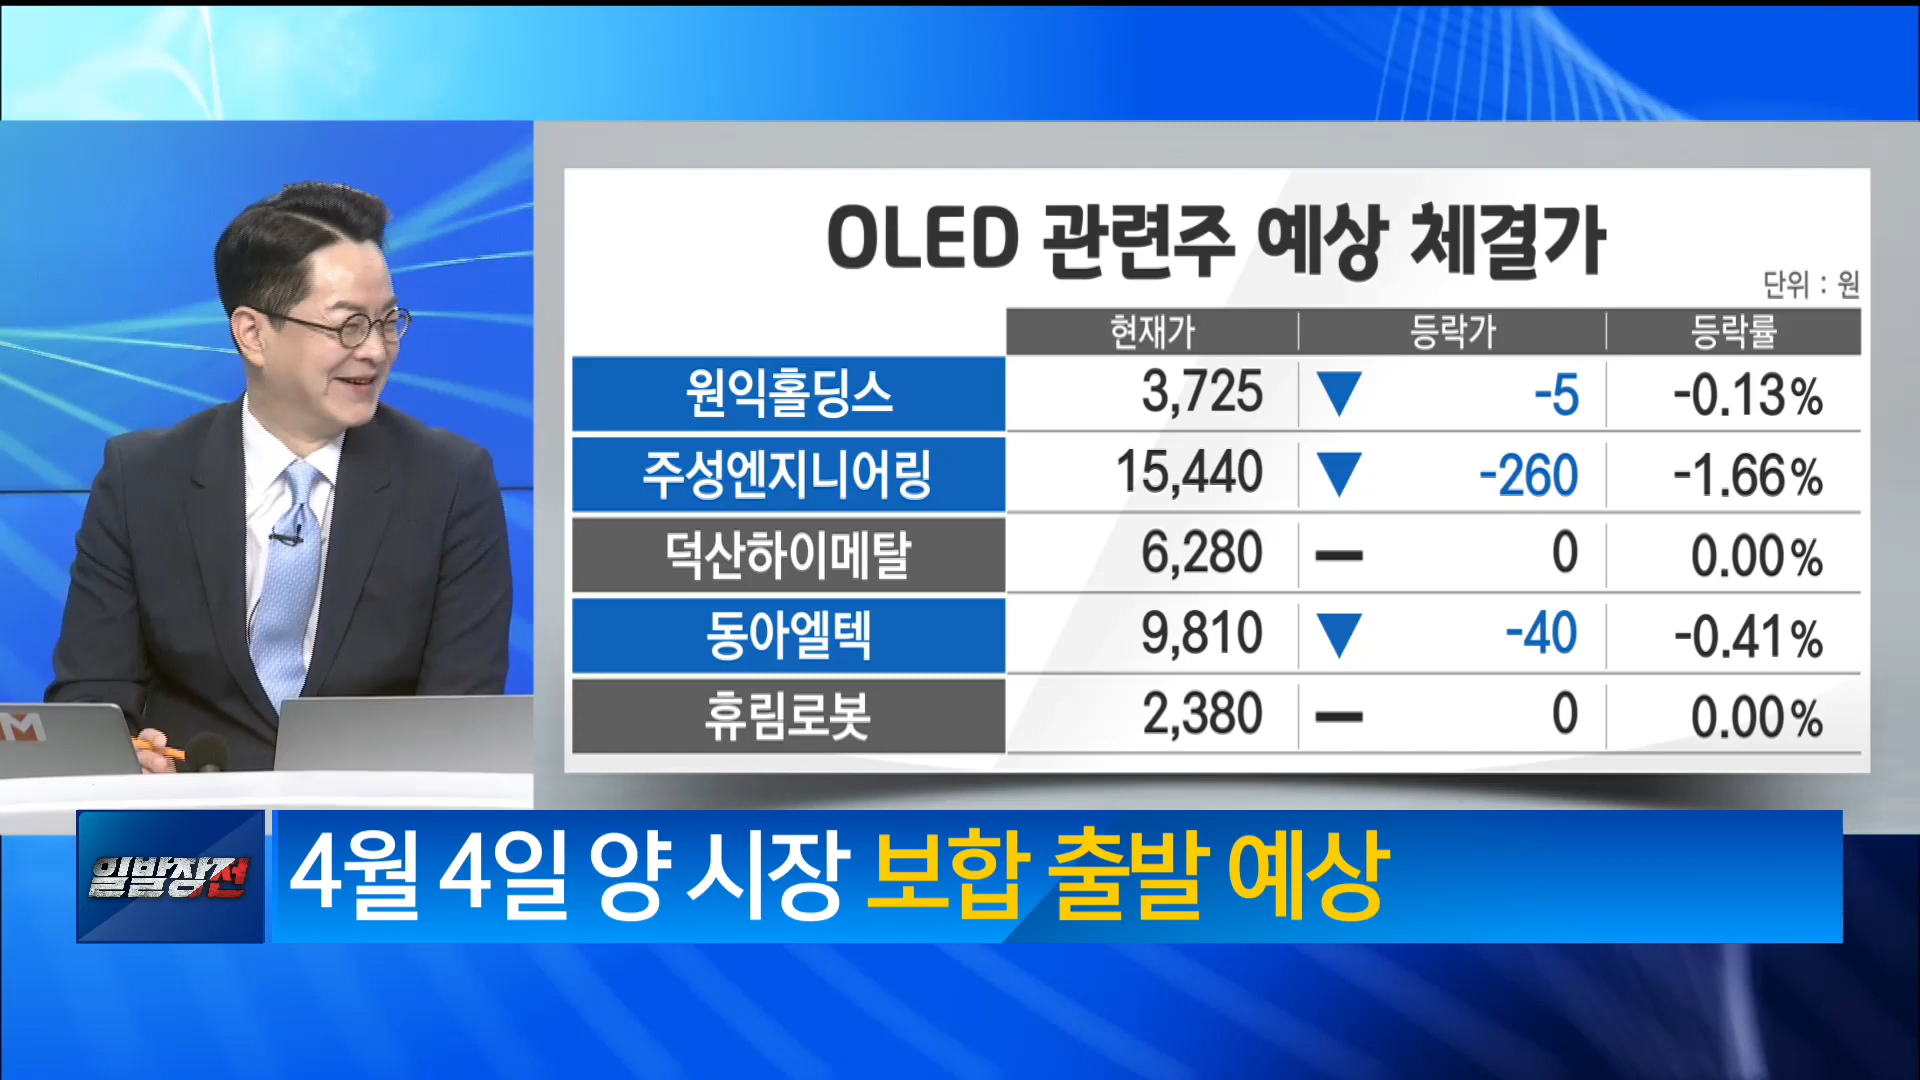 OLED 관련주 예상 체결가
단위 : 원
현재가 등락가 등락률
원익홀딩스 3,725 ▼ -5 -0.13%
주성엔지니어링 15,440 ▼ -260 -1.66%
덕산하이메탈 6,280 — 0 0.00%
동아엘텍 9,810 ▼ -40 -0.41%
휴림로봇 2,380 — 0 0.00%
M
일발장전 4월 4일 양 시장 보합 출발 예상